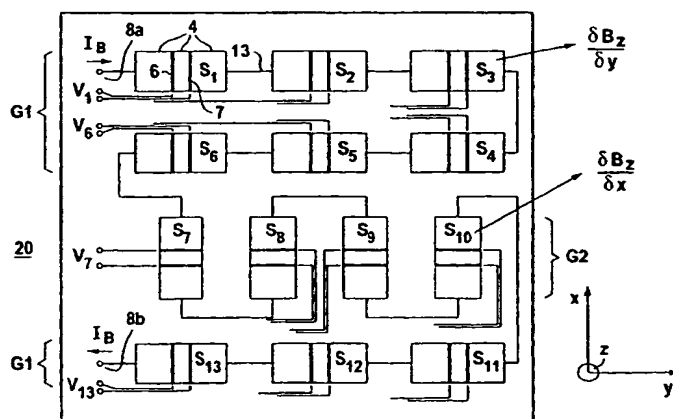 I_B 8a 4 13 δB_z/δy
6 S_1 S_2 S_3
V_1 7
G1
V_6
S_6 S_5 S_4
δB_z/δx
S_7 S_8 S_9 S_10
20 V_7 G2
x
I_B 8b
G1 S_13 S_12 S_11 z
V_13 y